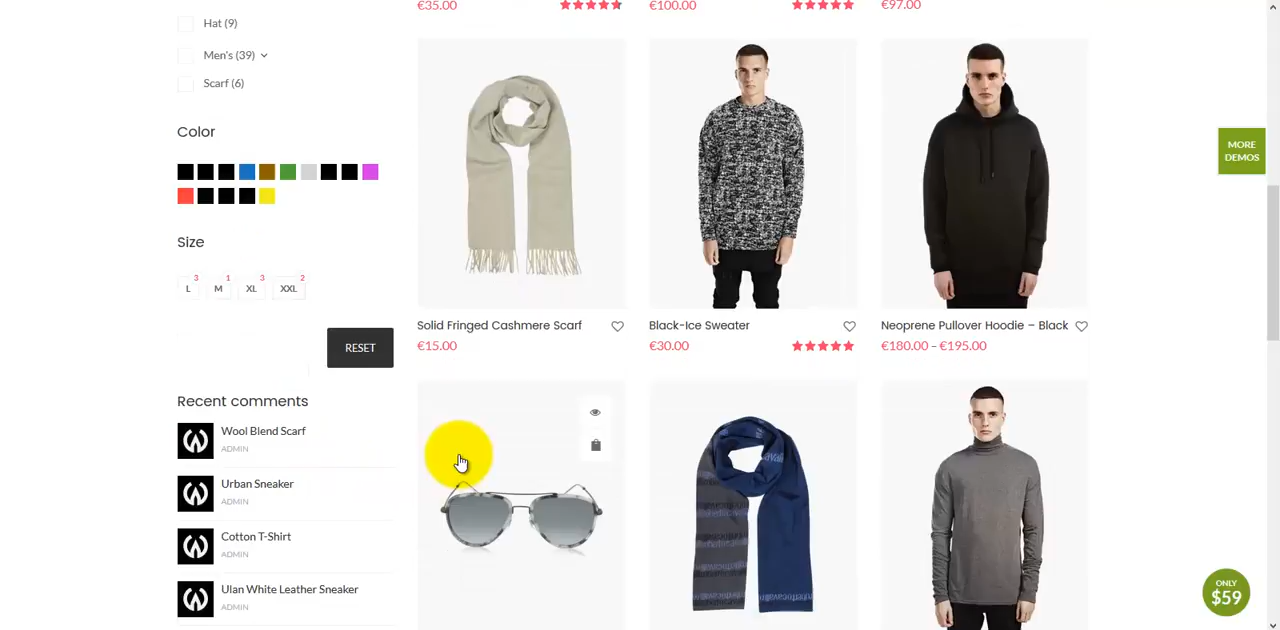 €35.00
€100.00
€97.00
Hat (9)
Men's (39)
Scarf (6)
Color
Size
L 3
M 1
XL 3
XXL 2
RESET
Recent comments
Wool Blend Scarf
ADMIN
Urban Sneaker
ADMIN
Cotton T-Shirt
ADMIN
Ulan White Leather Sneaker
ADMIN
Solid Fringed Cashmere Scarf
€15.00
Black-Ice Sweater
€30.00
Neoprene Pullover Hoodie – Black
€180.00 – €195.00
MORE
DEMOS
ONLY
$59